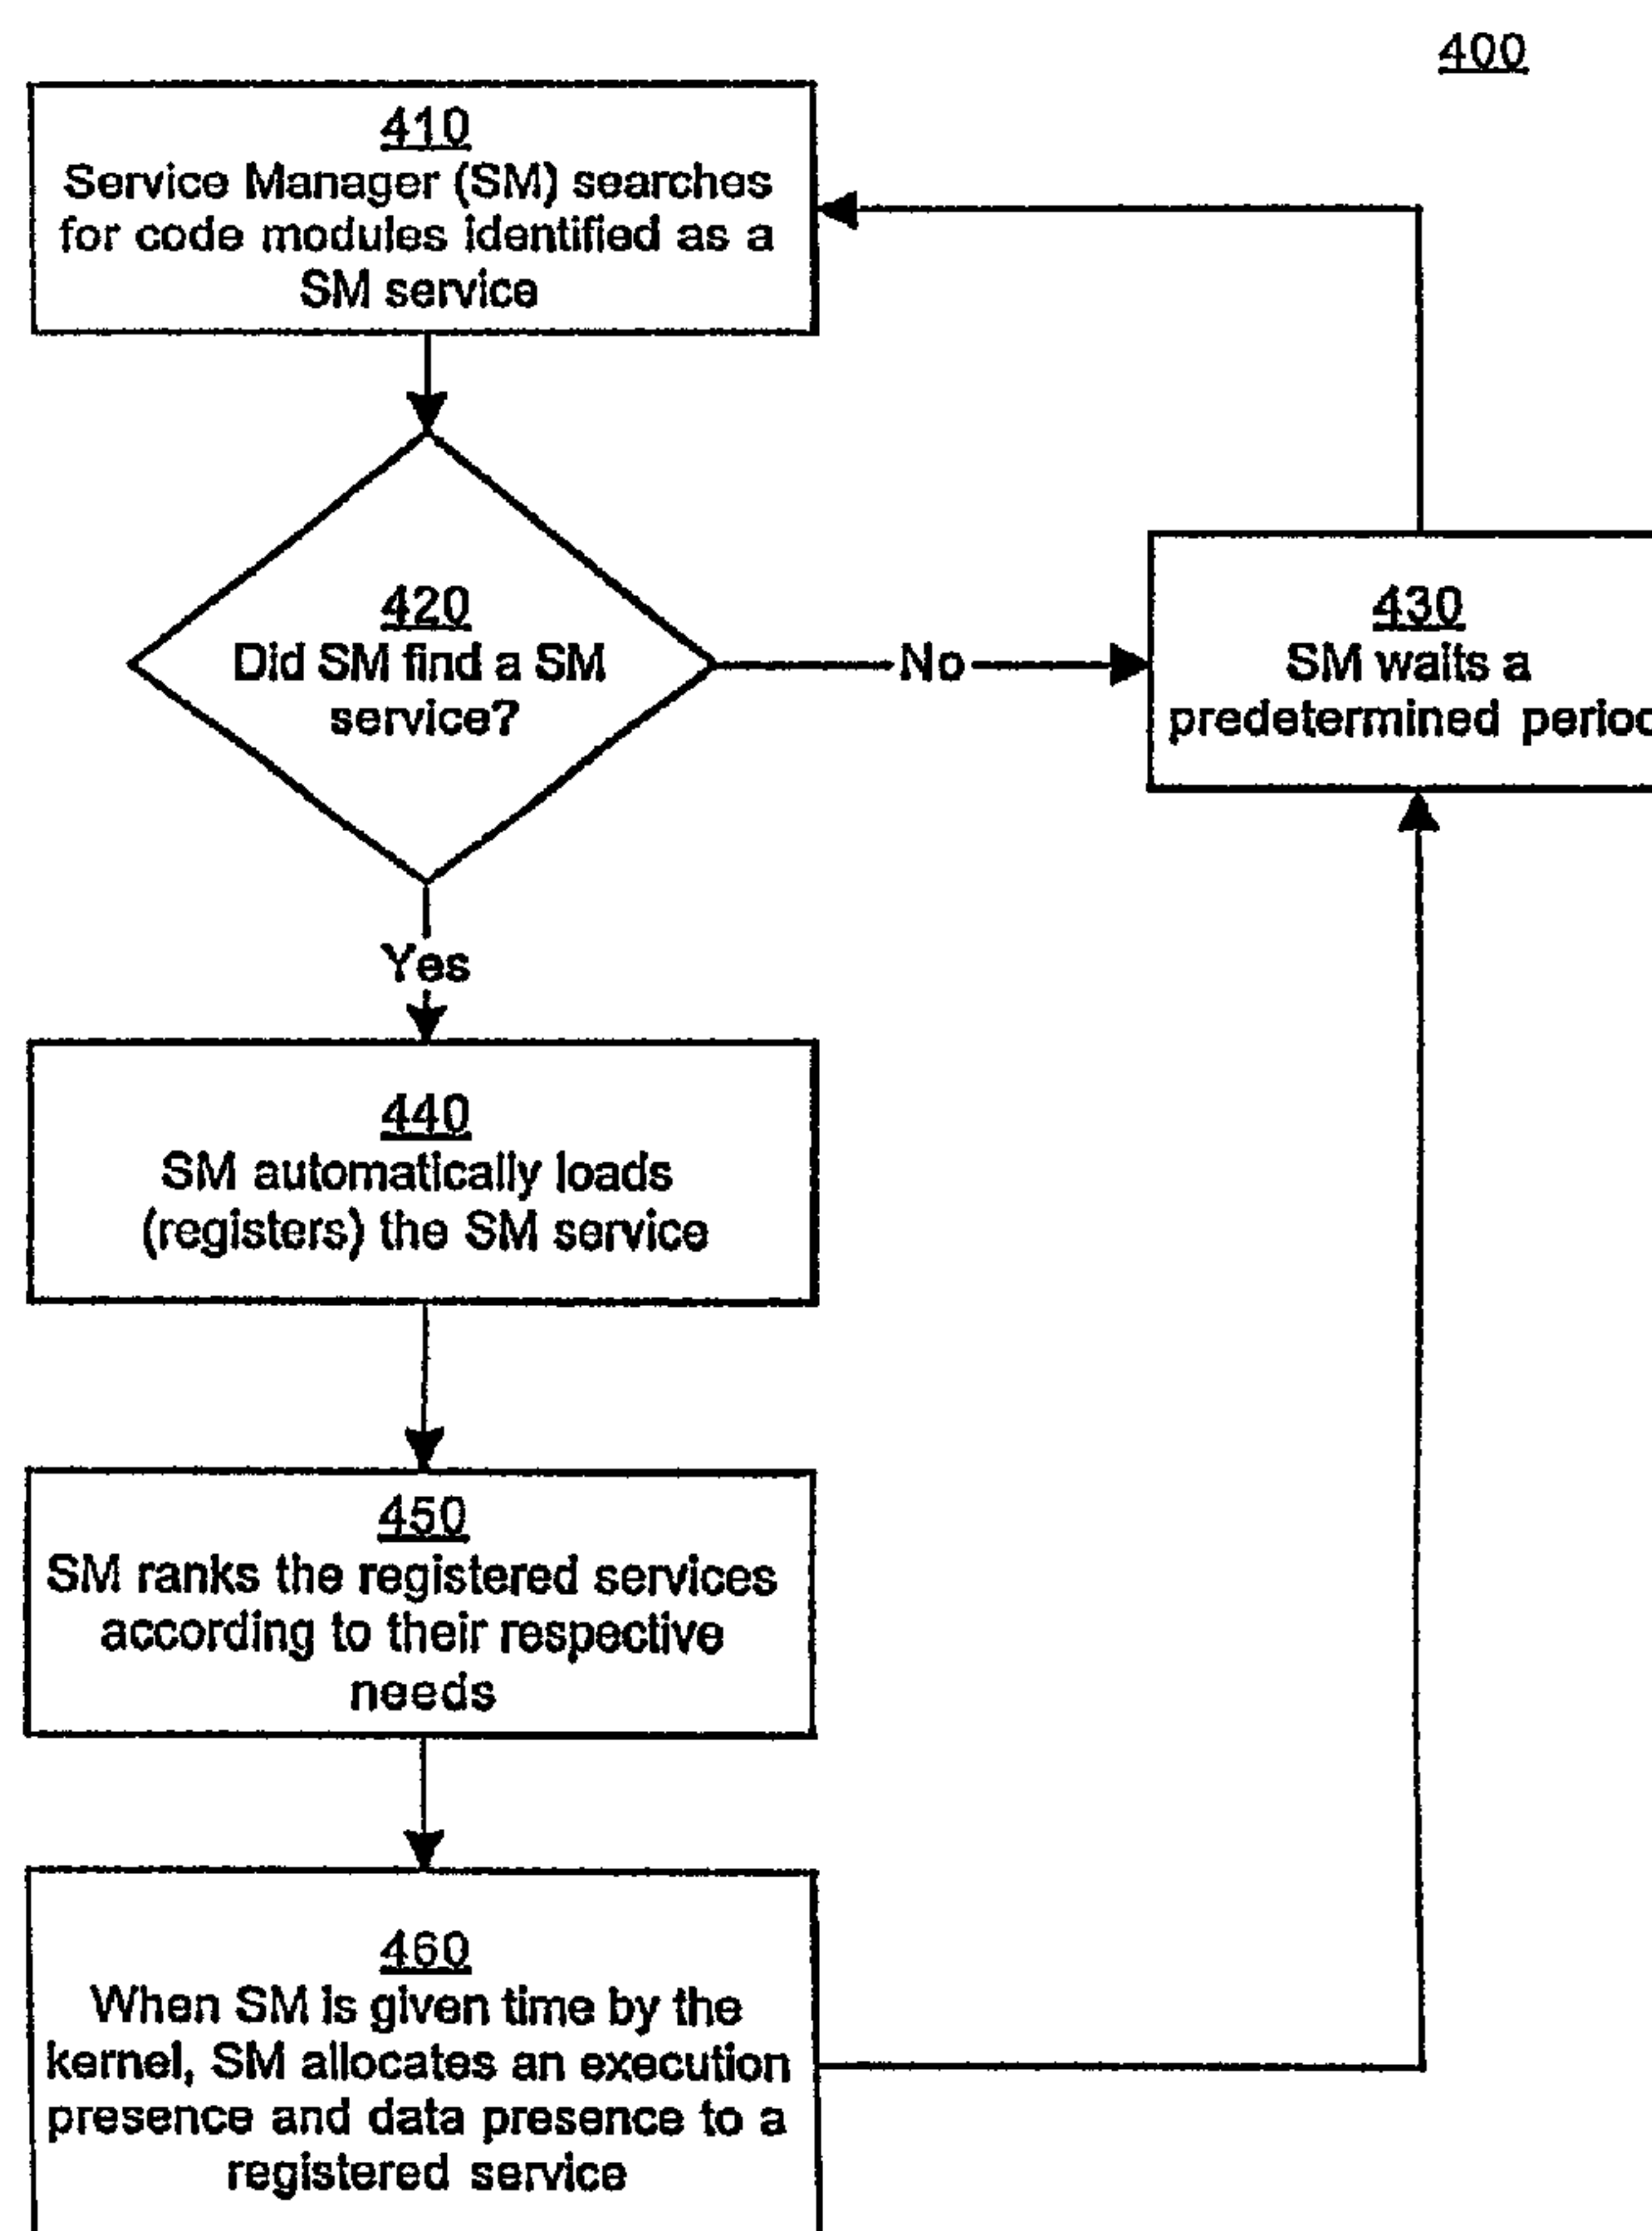 400
410
Service Manager (SM) searches
for code modules identified as a
SM service
420
Did SM find a SM
service?
No
430
SM waits a
predetermined period
Yes
440
SM automatically loads
(registers) the SM service
450
SM ranks the registered services
according to their respective
needs
460
When SM is given time by the
kernel, SM allocates an execution
presence and data presence to a
registered service